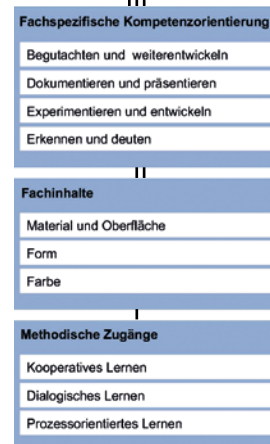 Fachspezifische Kompetenzorientierung
Begutachten und weiterentwickeln
Dokumentieren und präsentieren
Experimentieren und entwickeln
Erkennen und deuten
Fachinhalte
Material und Oberfläche
Form
Farbe
Methodische Zugänge
Kooperatives Lernen
Dialogisches Lernen
Prozessorientiertes Lernen